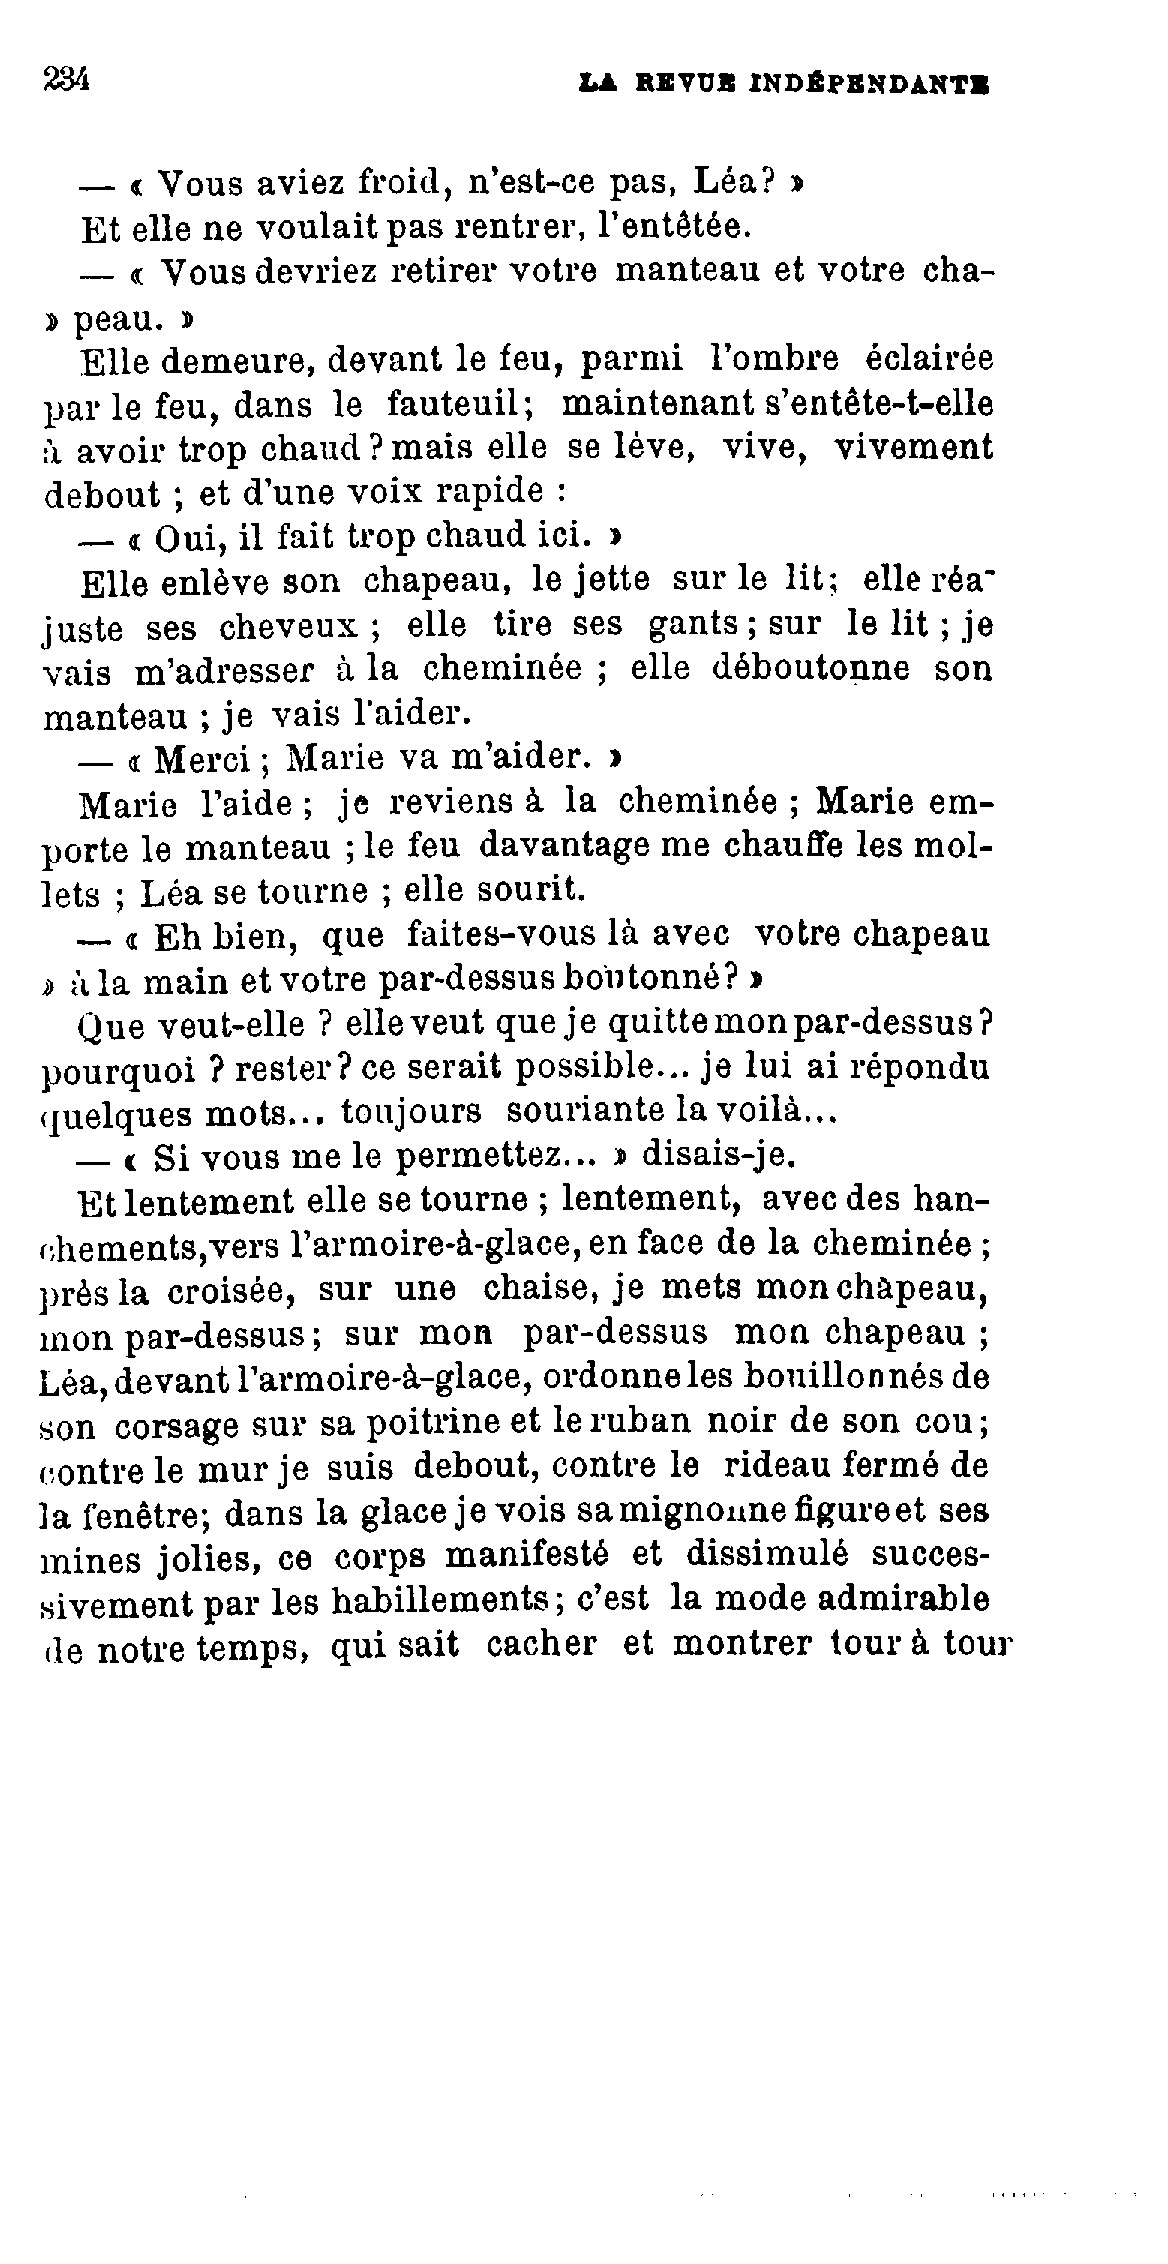 234 LA REVUE INDÉPENDANTE
— « Vous aviez froid, n'est-ce pas, Léa? »
Et elle ne voulait pas rentrer, l'entêtée.
— « Vous devriez retirer votre manteau et votre cha-
» peau. »
Elle demeure, devant le feu, parmi l'ombre éclairée
par le feu, dans le fauteuil; maintenant s'entête-t-elle
à avoir trop chaud ? mais elle se lève, vive, vivement
debout ; et d'une voix rapide :
— « Oui, il fait trop chaud ici. »
Elle enlève son chapeau, le jette sur le lit; elle réa-
juste ses cheveux ; elle tire ses gants ; sur le lit ; je
vais m'adresser à la cheminée ; elle déboutonne son
manteau ; je vais l'aider.
— « Merci ; Marie va m'aider. »
Marie l'aide ; je reviens à la cheminée ; Marie em-
porte le manteau ; le feu davantage me chauffe les mol-
lets ; Léa se tourne ; elle sourit.
— « Eh bien, que faites-vous là avec votre chapeau
» à la main et votre par-dessus boutonné? »
Que veut-elle ? elle veut que je quitte mon par-dessus?
pourquoi ? rester? ce serait possible... je lui ai répondu
quelques mots... toujours souriante la voilà...
— « Si vous me le permettez... » disais-je.
Et lentement elle se tourne ; lentement, avec des han-
chements, vers l'armoire-à-glace, en face de la cheminée ;
près la croisée, sur une chaise, je mets mon chapeau,
mon par-dessus; sur mon par-dessus mon chapeau ;
Léa, devant l'armoire-à-glace, ordonne les bouillonnés de
son corsage sur sa poitrine et le ruban noir de son cou;
contre le mur je suis debout, contre le rideau fermé de
la fenêtre; dans la glace je vois sa mignonne figure et ses
mines jolies, ce corps manifesté et dissimulé succes-
sivement par les habillements; c'est la mode admirable
de notre temps, qui sait cacher et montrer tour à tour